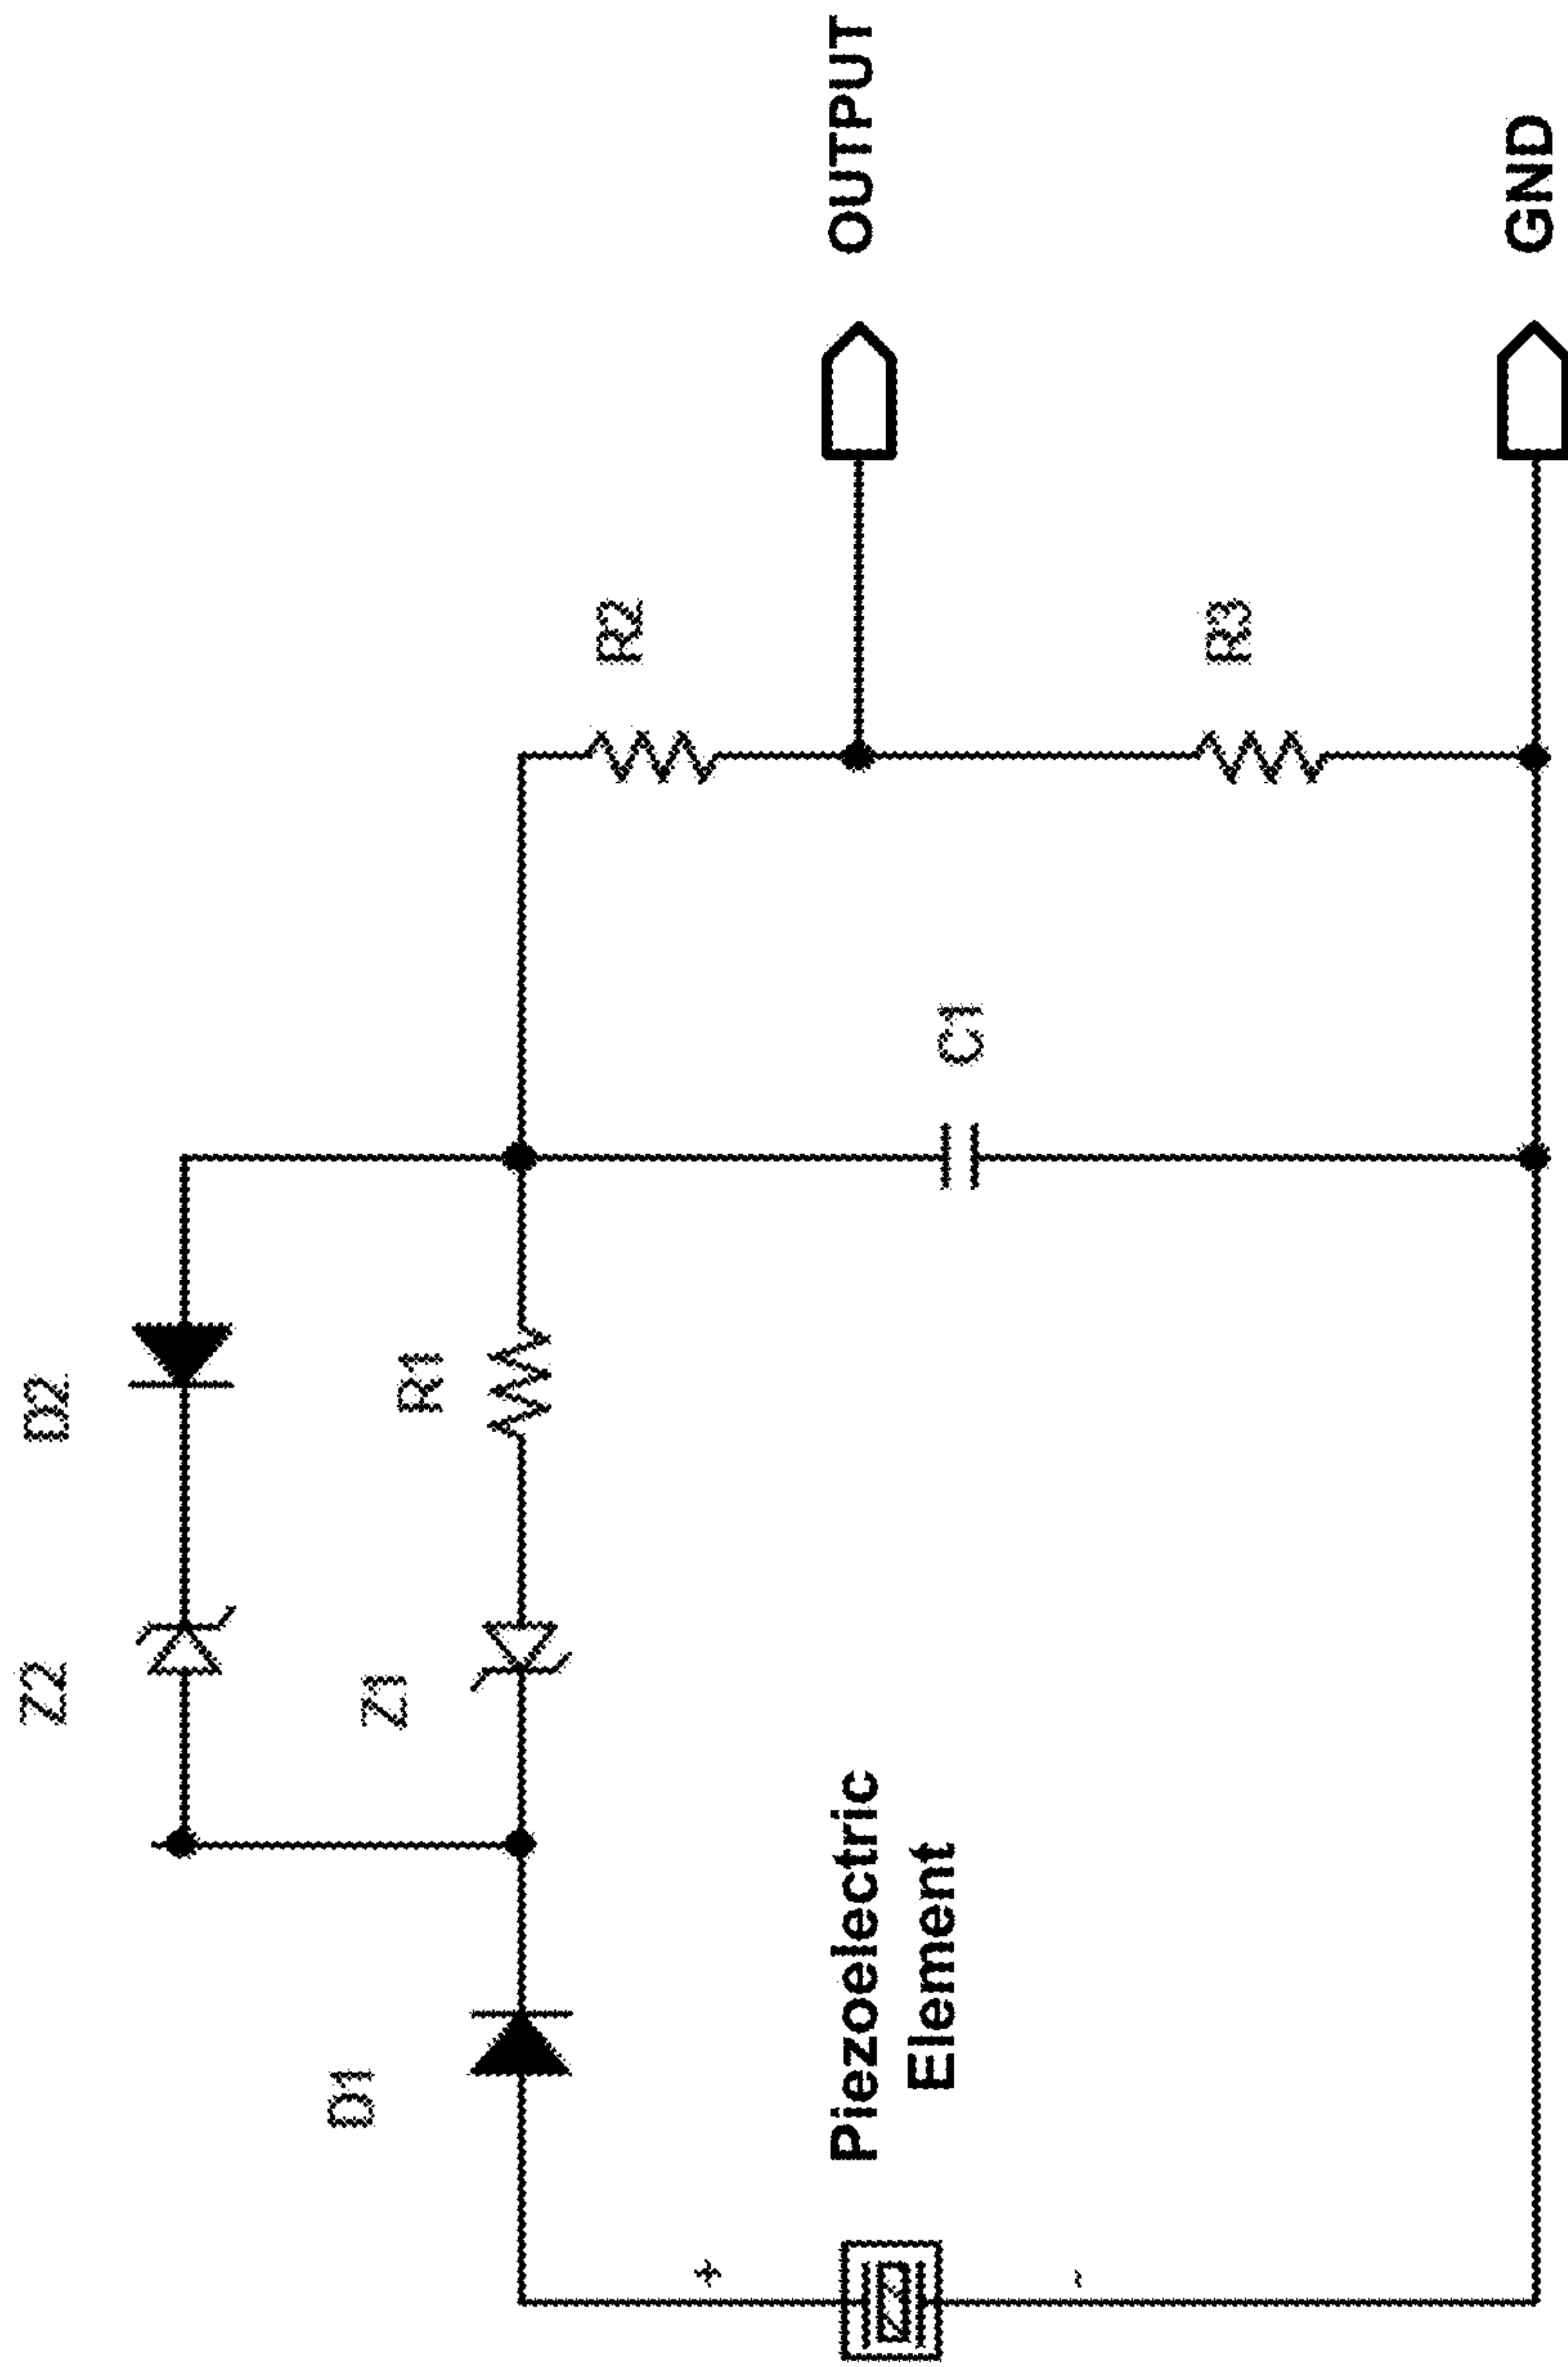 Z2
D2
D1
Z1
R1
R2
OUTPUT
C1
Piezoelectric
Element
+
-
R3
GND